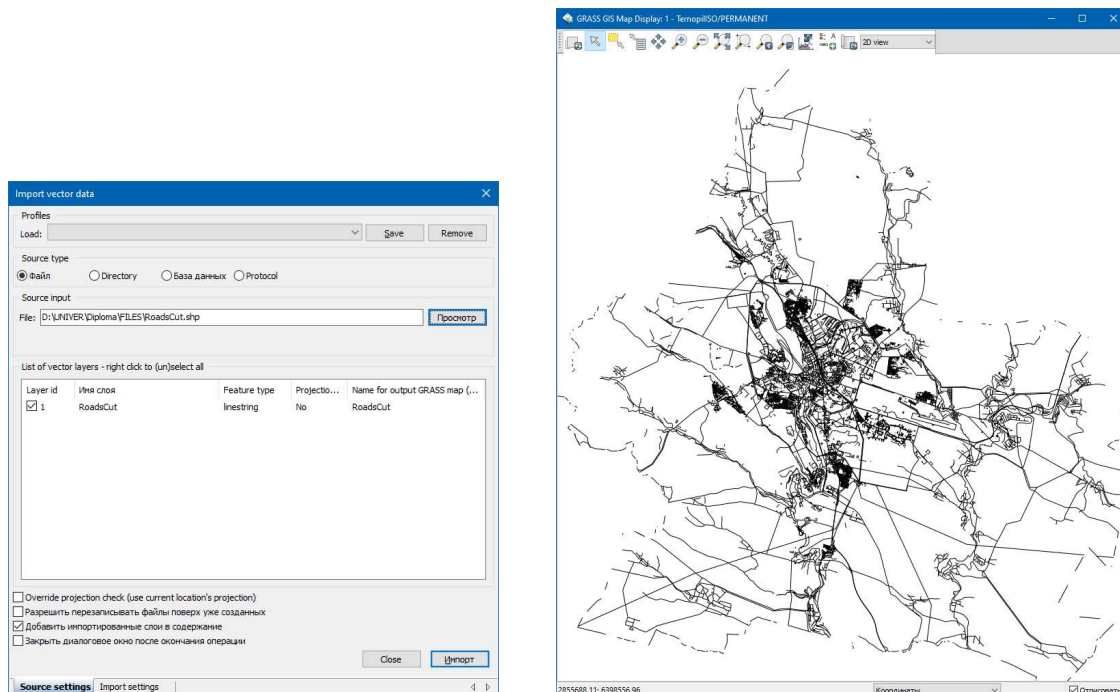 Import vector data
Profiles
Load: Save Remove
Source type
Файл Directory База данных Protocol
Source input
File: D:\UNIVER\Diploma\FILES\RoadsCut.shp Просмотр
List of vector layers - right click to (un)select all
Layer id Имя слоя Feature type Projectio... Name for output GRASS map (...
1 RoadsCut linestring No RoadsCut
Override projection check (use current location's projection)
Разрешить перезаписывать файлы поверх уже созданных
Добавить импортированные слои в содержание
Закрыть диалоговое окно после окончания операции
Close Импорт
Source settings Import settings
GRASS GIS Map Display: 1 - TernopilISO/PERMANENT
2D view
2855688.11; 6398556.96 Координаты Отрисовать